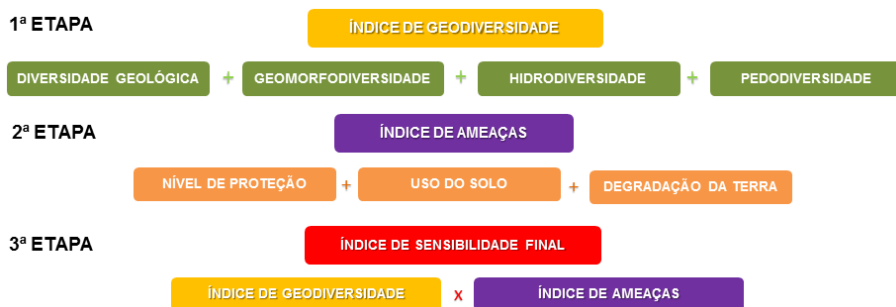 1ª ETAPA ÍNDICE DE GEODIVERSIDADE
DIVERSIDADE GEOLÓGICA + GEOMORFODIVERSIDADE + HIDRODIVERSIDADE + PEDODIVERSIDADE
2ª ETAPA ÍNDICE DE AMEAÇAS
NÍVEL DE PROTEÇÃO + USO DO SOLO + DEGRADAÇÃO DA TERRA
3ª ETAPA ÍNDICE DE SENSIBILIDADE FINAL
ÍNDICE DE GEODIVERSIDADE x ÍNDICE DE AMEAÇAS